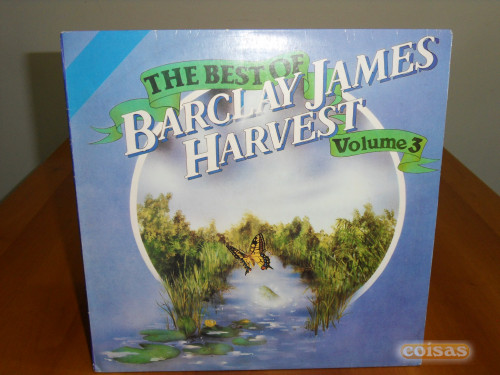 THE BEST OF
BARCLAY JAMES
HARVEST
Volume 3
coisas